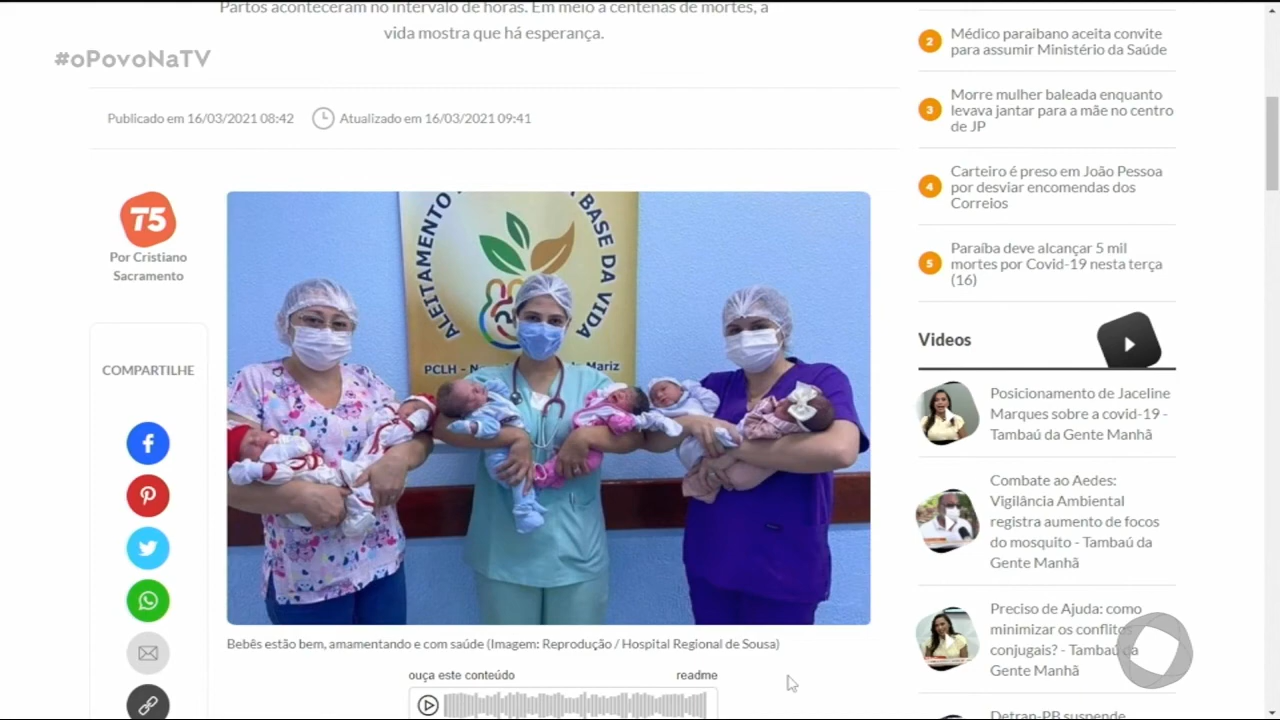 Partos aconteceram no intervalo de horas. Em meio a centenas de mortes, a
vida mostra que há esperança.
#oPovoNaTV
Publicado em 16/03/2021 08:42
Atualizado em 16/03/2021 09:41
T5
Por Cristiano
Sacramento
COMPARTILHE
ALEITAMENTO
BASE DA VIDA
PCLH - N
Mariz
Bebês estão bem, amamentando e com saúde (Imagem: Reprodução / Hospital Regional de Sousa)
ouça este conteúdo
readme
2
Médico paraibano aceita convite
para assumir Ministério da Saúde
3
Morre mulher baleada enquanto
levava jantar para a mãe no centro
de JP
4
Carteiro é preso em João Pessoa
por desviar encomendas dos
Correios
5
Paraíba deve alcançar 5 mil
mortes por Covid-19 nesta terça
(16)
Videos
Posicionamento de Jaceline
Marques sobre a covid-19 -
Tambaú da Gente Manhã
Combate ao Aedes:
Vigilância Ambiental
registra aumento de focos
do mosquito - Tambaú da
Gente Manhã
Preciso de Ajuda: como
minimizar os conflitos
conjugais? - Tambaú da
Gente Manhã
Detran-PB suspende